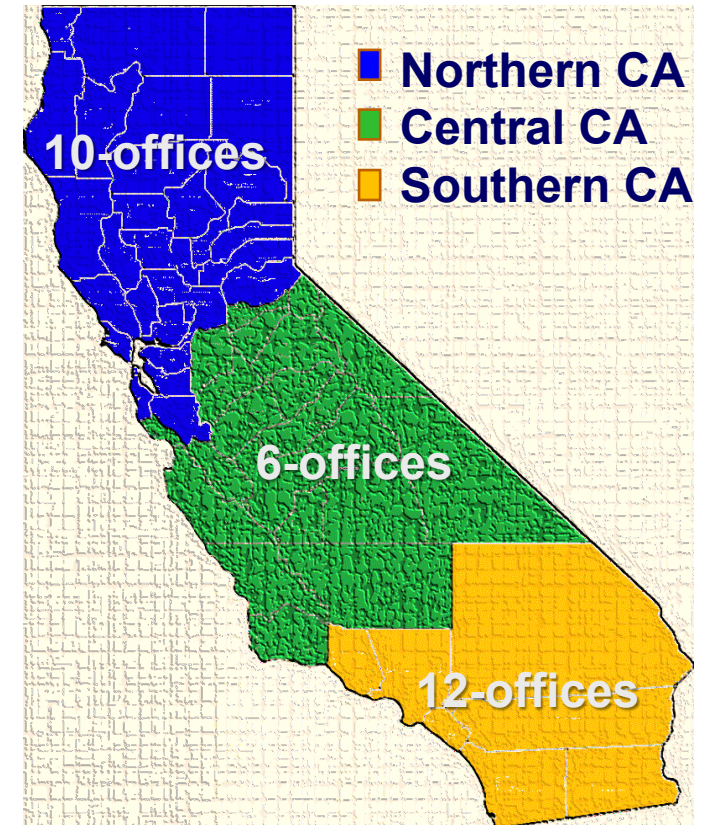 Northern CA
Central CA
Southern CA
10-offices
6-offices
12-offices